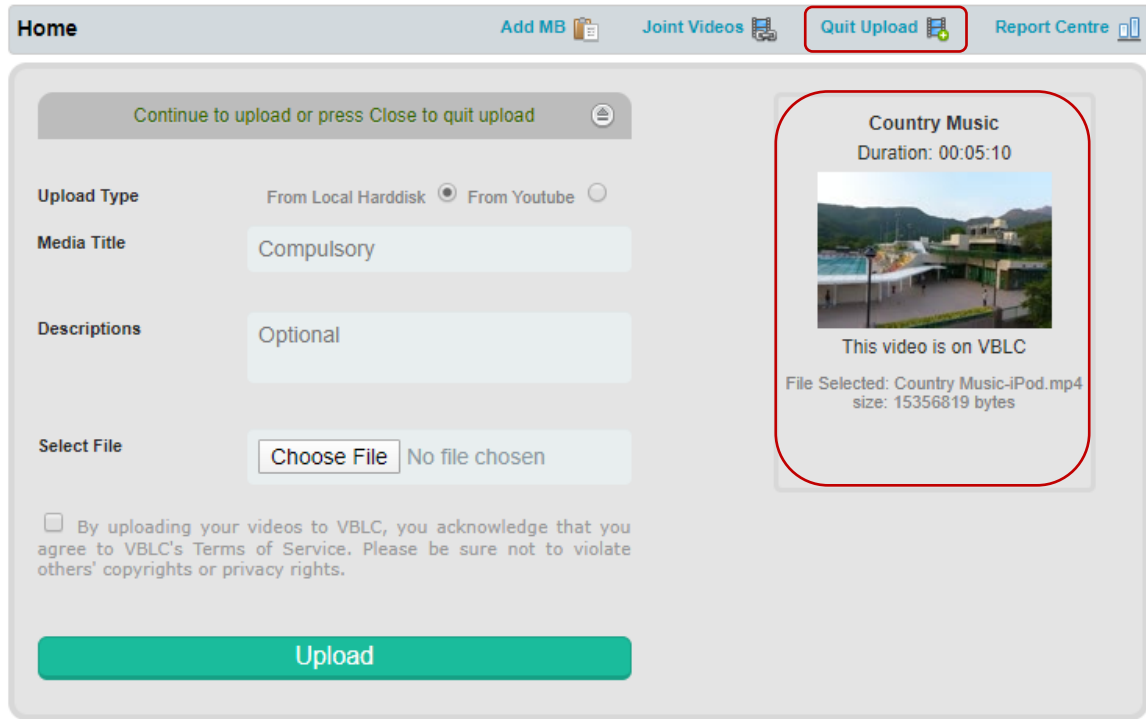 Home
Add MB
Joint Videos
Quit Upload
Report Centre
Continue to upload or press Close to quit upload
Upload Type
From Local Harddisk
From Youtube
Media Title
Compulsory
Descriptions
Optional
Select File
Choose File
No file chosen
By uploading your videos to VBLC, you acknowledge that you
agree to VBLC's Terms of Service. Please be sure not to violate
others' copyrights or privacy rights.
Upload
Country Music
Duration: 00:05:10
This video is on VBLC
File Selected: Country Music-iPod.mp4
size: 15356819 bytes